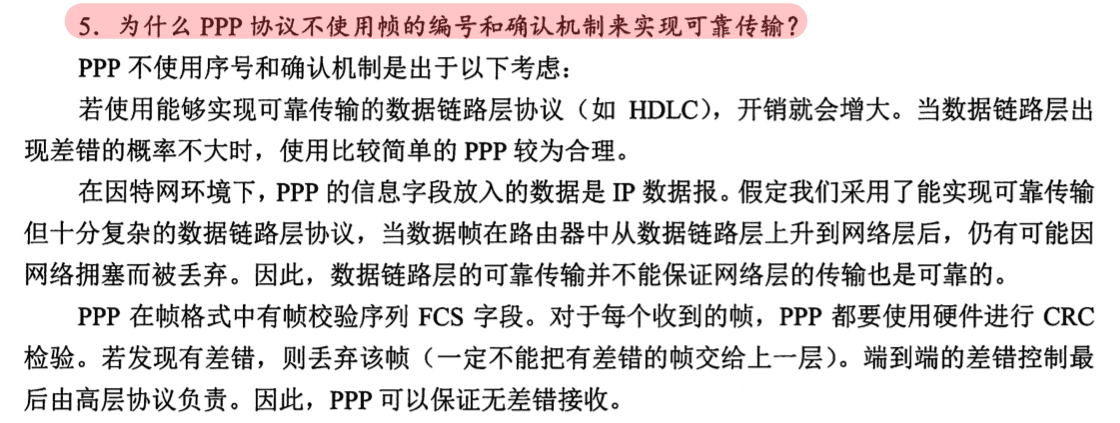 5．为什么 PPP 协议不使用帧的编号和确认机制来实现可靠传输？
PPP 不使用序号和确认机制是出于以下考虑：
若使用能够实现可靠传输的数据链路层协议（如 HDLC），开销就会增大。当数据链路层出
现差错的概率不大时，使用比较简单的 PPP 较为合理。
在因特网环境下，PPP 的信息字段放入的数据是 IP 数据报。假定我们采用了能实现可靠传输
但十分复杂的数据链路层协议，当数据帧在路由器中从数据链路层上升到网络层后，仍有可能因
网络拥塞而被丢弃。因此，数据链路层的可靠传输并不能保证网络层的传输也是可靠的。
PPP 在帧格式中有帧校验序列 FCS 字段。对于每个收到的帧，PPP 都要使用硬件进行 CRC
检验。若发现有差错，则丢弃该帧（一定不能把有差错的帧交给上一层）。端到端的差错控制最
后由高层协议负责。因此，PPP 可以保证无差错接收。